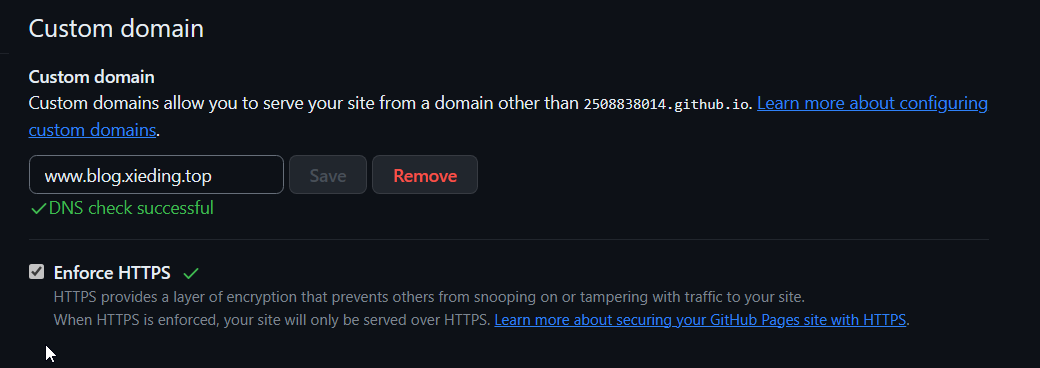 Custom domain
Custom domain
Custom domains allow you to serve your site from a domain other than 2508838014.github.io. Learn more about configuring
custom domains.
www.blog.xieding.top Save Remove
✓DNS check successful
Enforce HTTPS ✓
HTTPS provides a layer of encryption that prevents others from snooping on or tampering with traffic to your site.
When HTTPS is enforced, your site will only be served over HTTPS. Learn more about securing your GitHub Pages site with HTTPS.